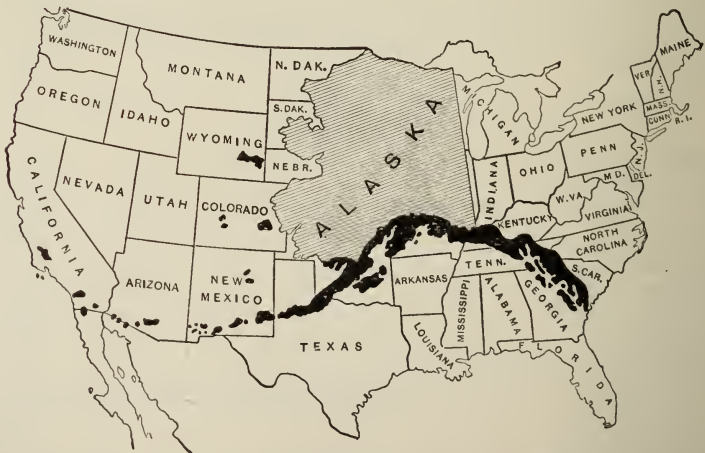 WASHINGTON
OREGON
CALIFORNIA
NEVADA
IDAHO
MONTANA
WYOMING
UTAH
COLORADO
ARIZONA
NEW
MEXICO
N. DAK.
S. DAK.
NEBR.
TEXAS
ALASKA
ARKANSAS
LOUISIANA
MICHIGAN
INDIANA
OHIO
KENTUCKY
TENN.
MISSISSIPPI
ALABAMA
GEORGIA
FLORIDA
S. CAR.
NORTH
CAROLINA
VIRGINIA
W. VA.
MD.
DEL.
N. J.
PENN
NEW YORK
VER
N. H.
MASS.
CUNN
R. I.
MAINE